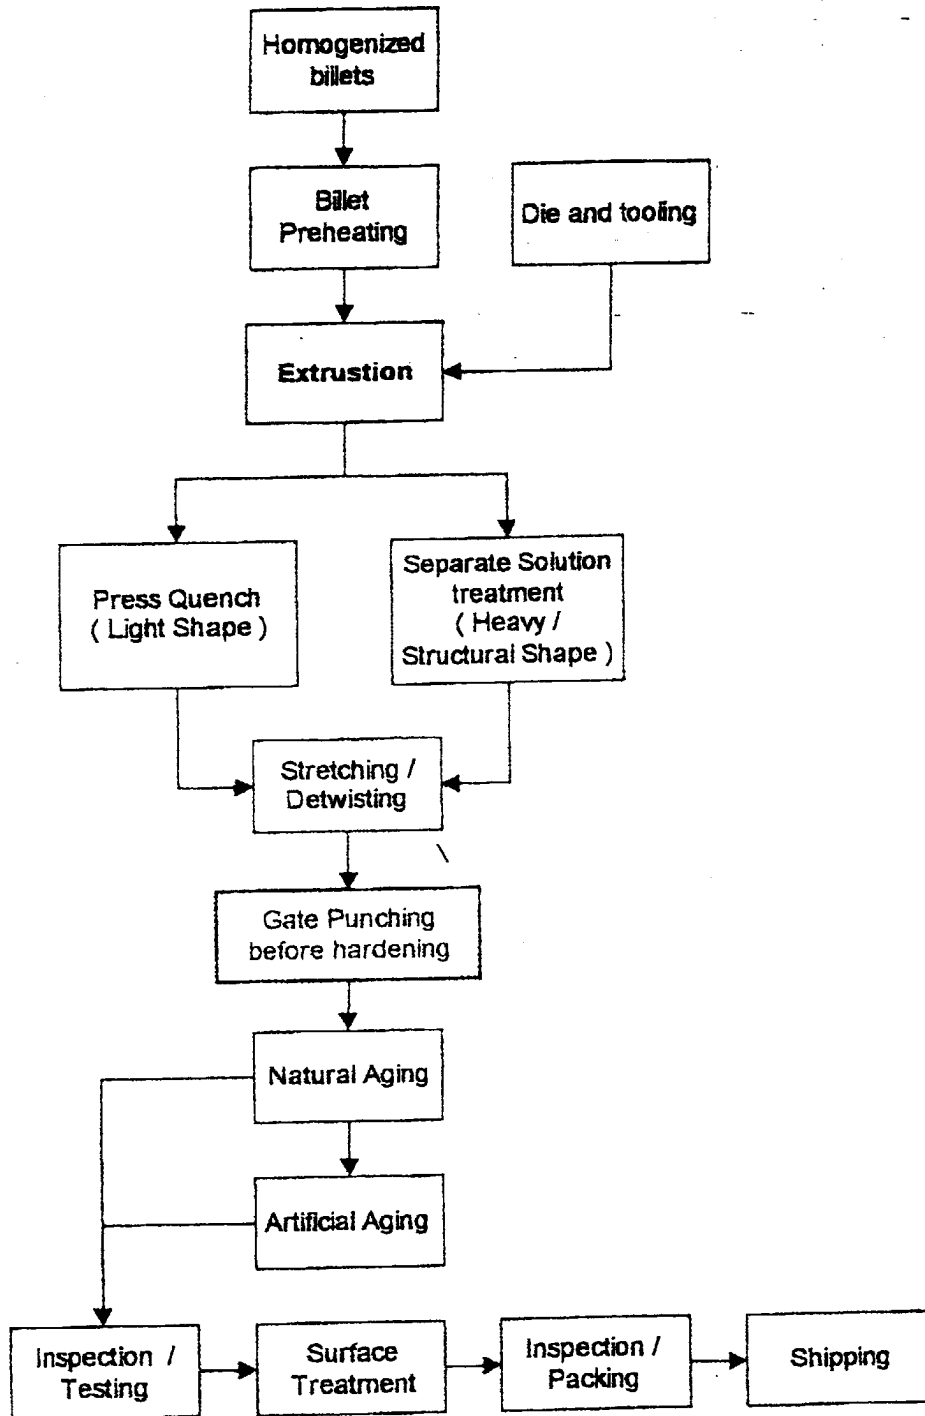 Homogenized
billets
Billet
Preheating
Die and tooling
Extrustion
Press Quench
( Light Shape )
Separate Solution
treatment
( Heavy /
Structural Shape )
Stretching /
Detwisting
Gate Punching
before hardening
Natural Aging
Artificial Aging
Inspection /
Testing
Surface
Treatment
Inspection /
Packing
Shipping